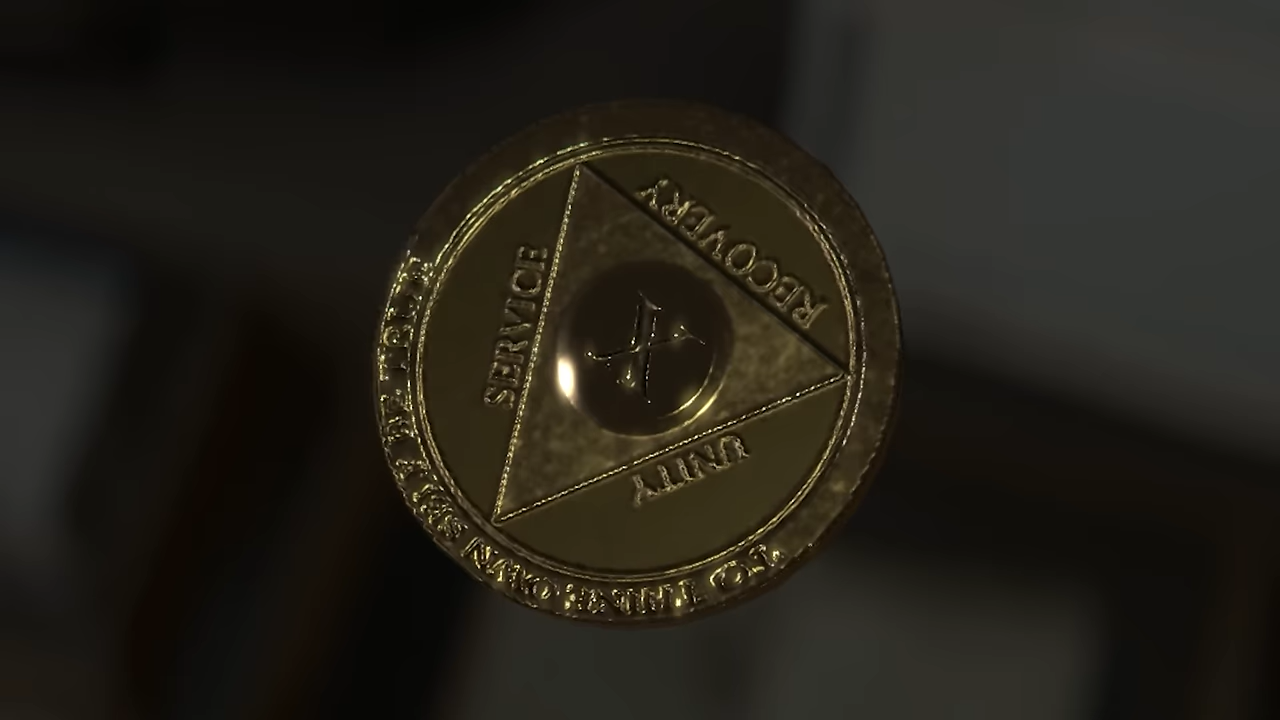 TO THINE OWN SELF BE TRUE
SERVICE
RECOVERY
UNITY
X